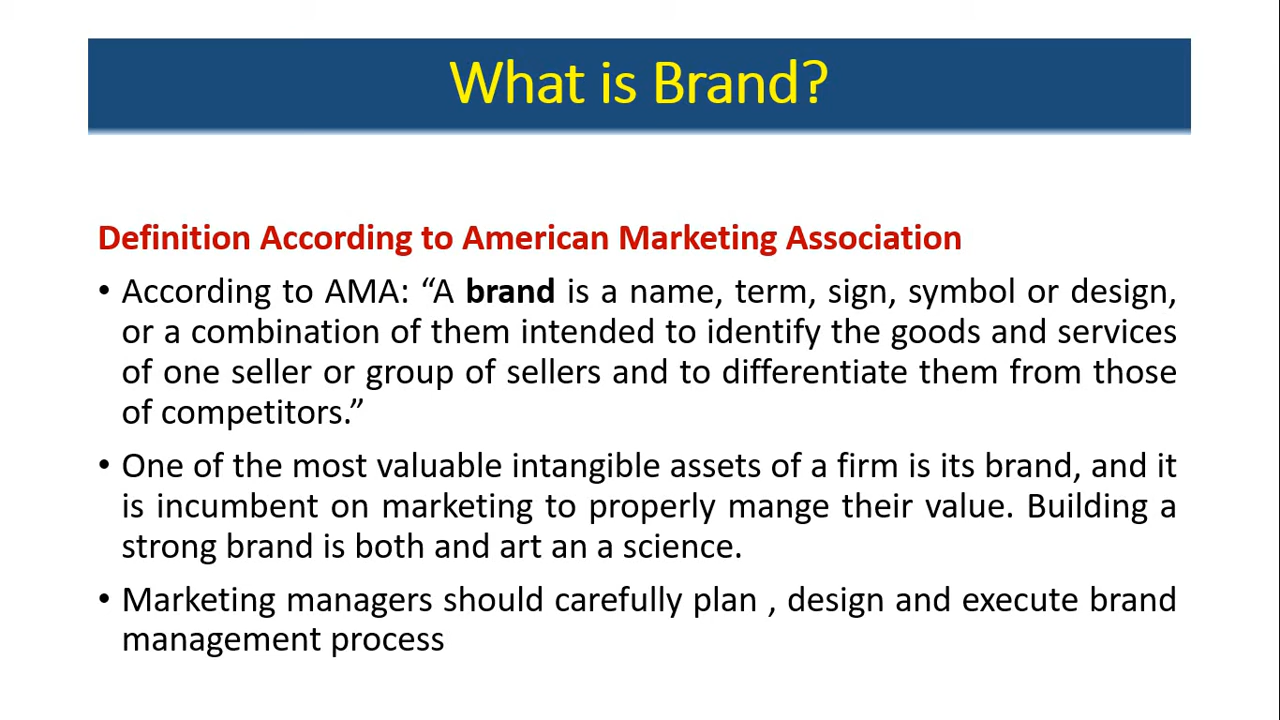 What is Brand?
Definition According to American Marketing Association
• According to AMA: “A brand is a name, term, sign, symbol or design,
or a combination of them intended to identify the goods and services
of one seller or group of sellers and to differentiate them from those
of competitors.”
• One of the most valuable intangible assets of a firm is its brand, and it
is incumbent on marketing to properly mange their value. Building a
strong brand is both and art an a science.
• Marketing managers should carefully plan , design and execute brand
management process